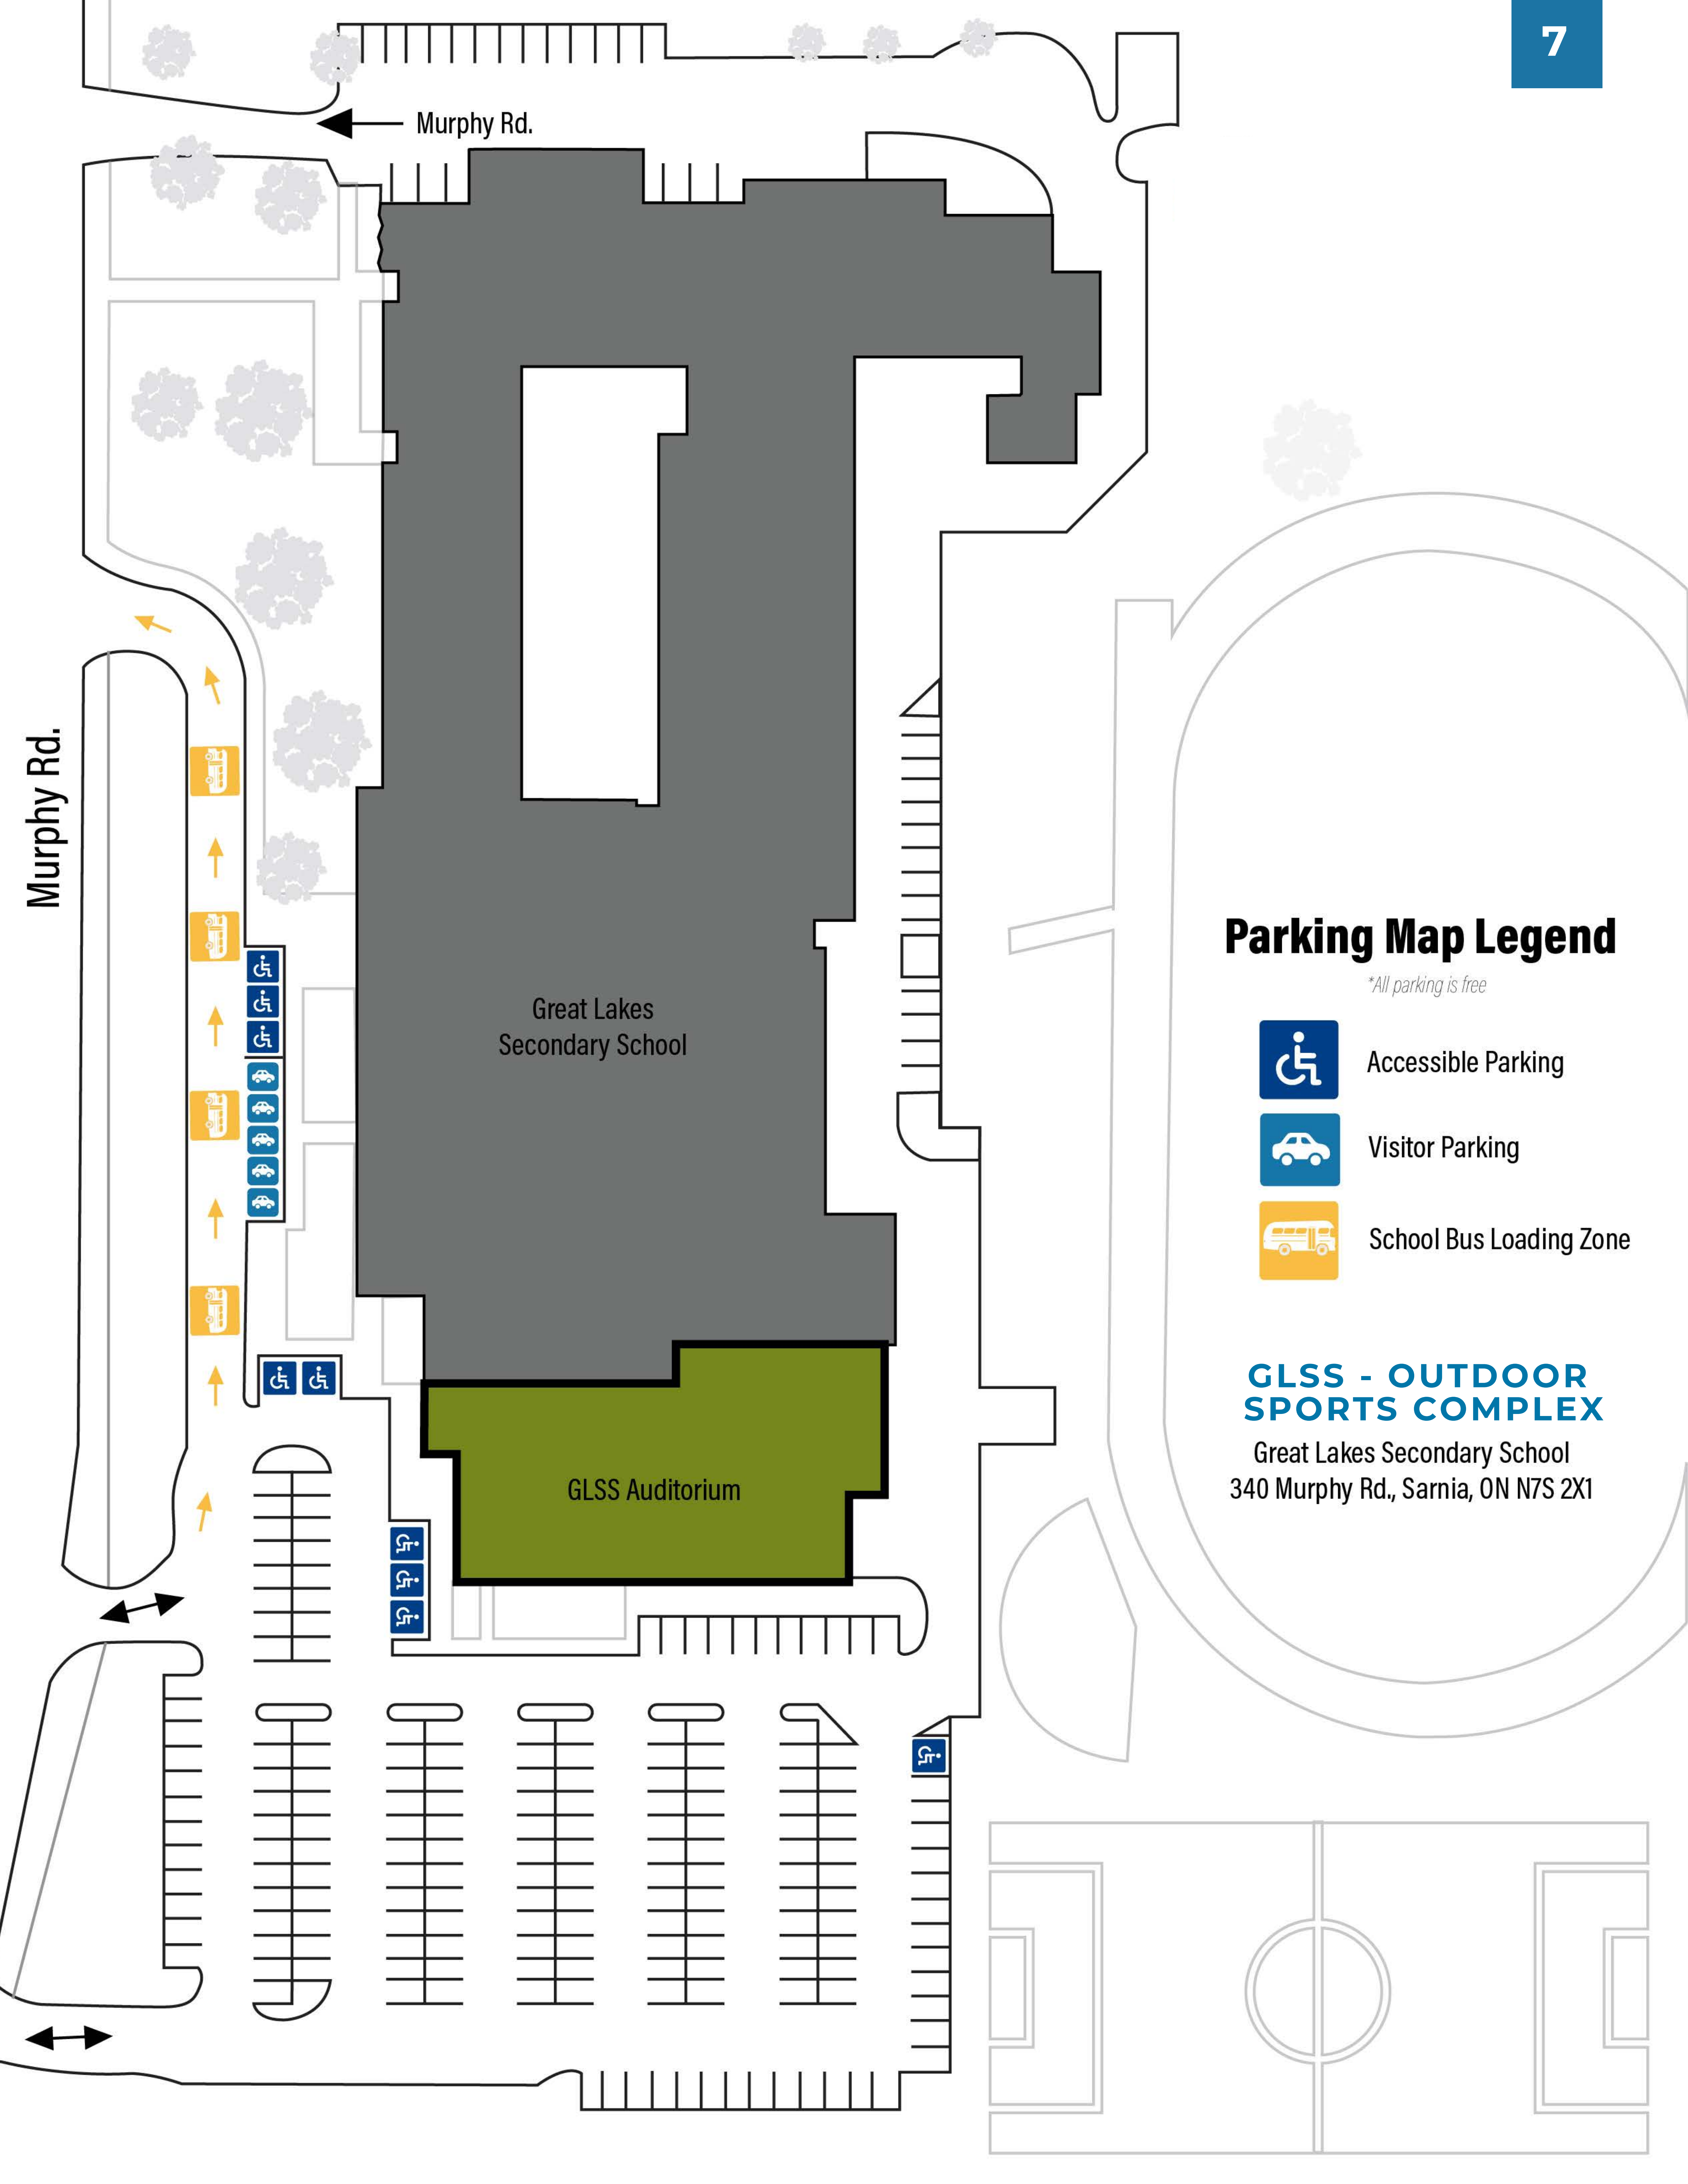 7
Murphy Rd.
Murphy Rd.
Great Lakes
Secondary School
GLSS Auditorium
Parking Map Legend
*All parking is free
Accessible Parking
Visitor Parking
School Bus Loading Zone
GLSS - OUTDOOR
SPORTS COMPLEX
Great Lakes Secondary School
340 Murphy Rd., Sarnia, ON N7S 2X1